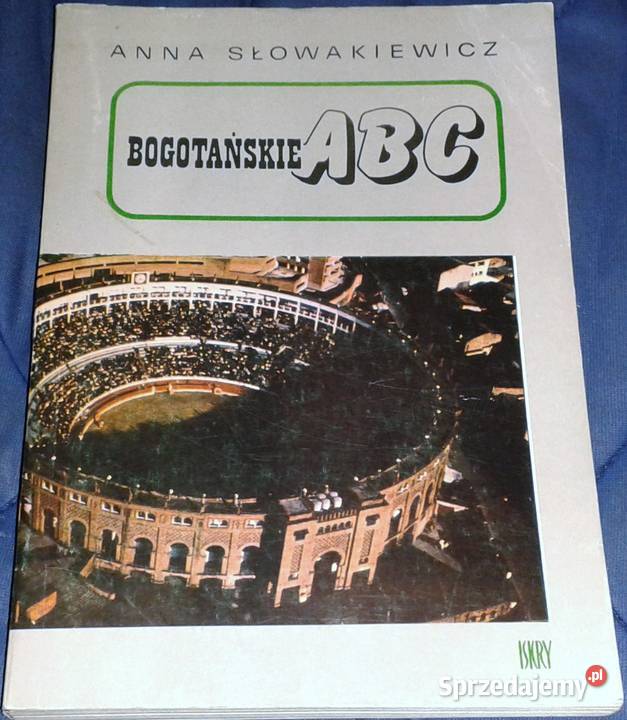 ANNA SŁOWAKIEWICZ
BOGOTAŃSKIE ABC
ISKRY
Sprzedajemy.pl